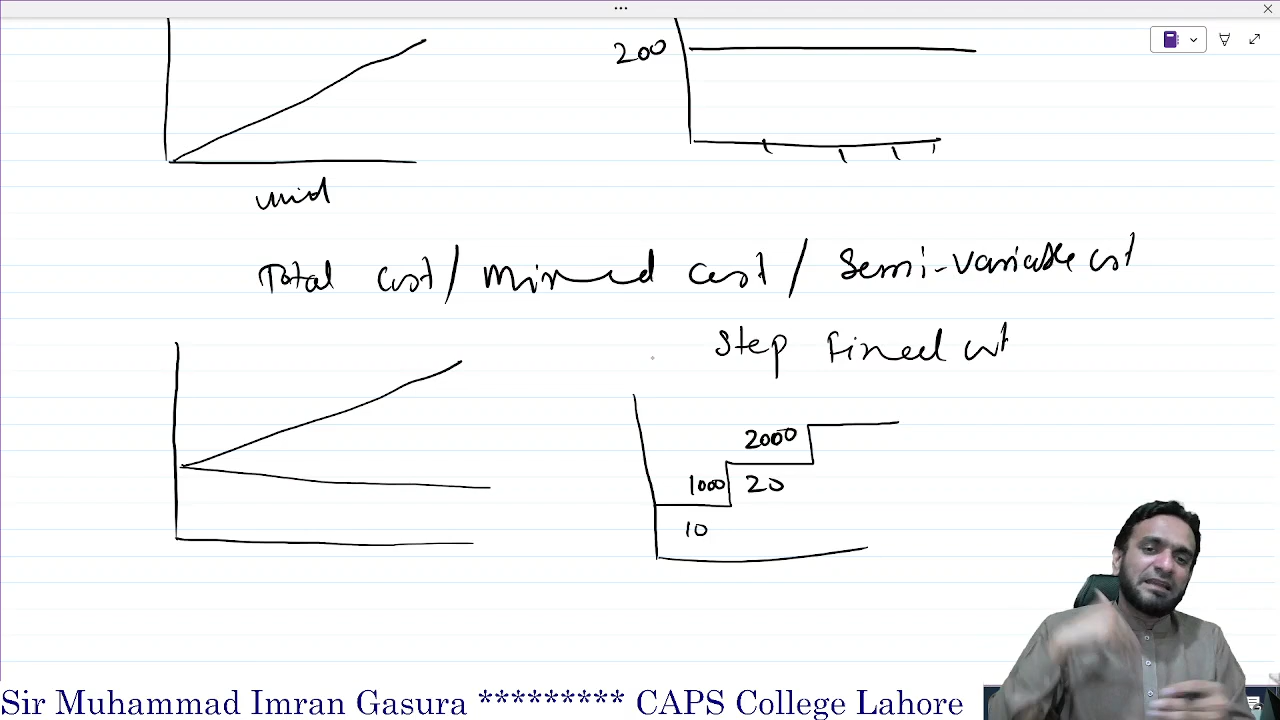 200
unid
Total cost / mixed cost / Semi-variable cost
Step Fixed cost
2000
1000 20
10
Sir Muhammad Imran Gasura ********* CAPS College Lahore